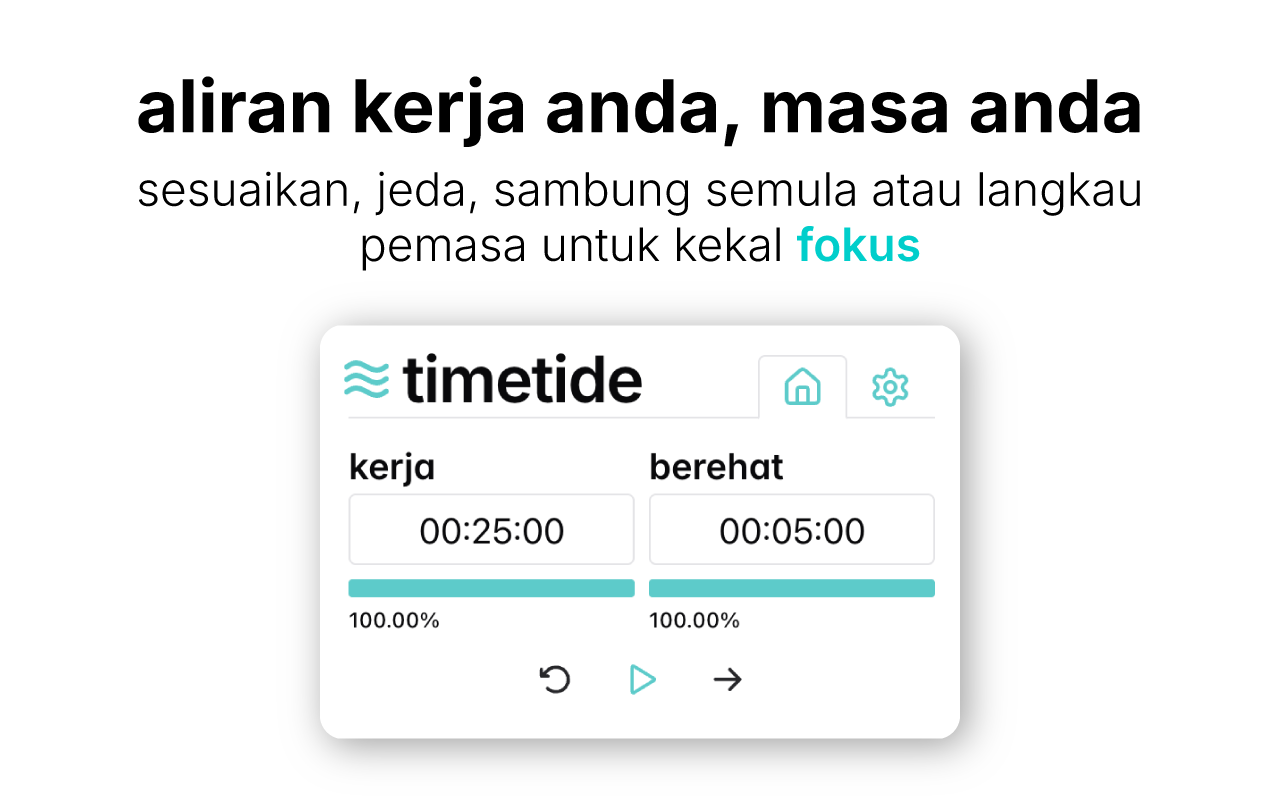 aliran kerja anda, masa anda
sesuaikan, jeda, sambung semula atau langkau
pemasa untuk kekal fokus
timetide
kerja
berehat
00:25:00
00:05:00
100.00%
100.00%